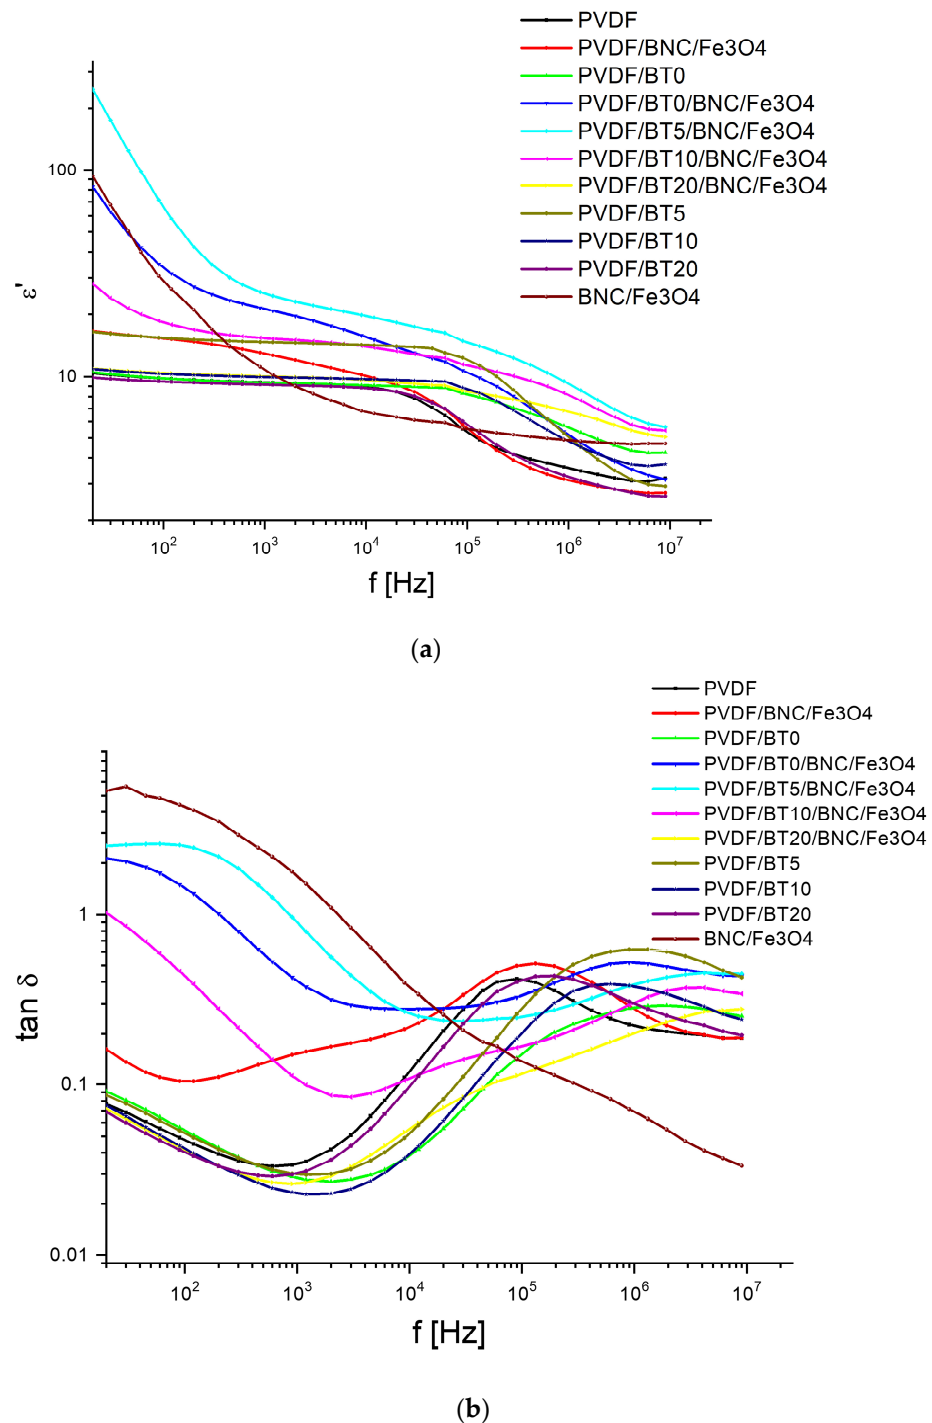 PVDF
PVDF/BNC/Fe3O4
PVDF/BT0
PVDF/BT0/BNC/Fe3O4
PVDF/BT5/BNC/Fe3O4
PVDF/BT10/BNC/Fe3O4
PVDF/BT20/BNC/Fe3O4
PVDF/BT5
PVDF/BT10
PVDF/BT20
BNC/Fe3O4
100
10
ε'
10² 10³ 10⁴ 10⁵ 10⁶ 10⁷
f [Hz]
(a)
PVDF
PVDF/BNC/Fe3O4
PVDF/BT0
PVDF/BT0/BNC/Fe3O4
PVDF/BT5/BNC/Fe3O4
PVDF/BT10/BNC/Fe3O4
PVDF/BT20/BNC/Fe3O4
PVDF/BT5
PVDF/BT10
PVDF/BT20
BNC/Fe3O4
1
0.1
0.01
tan δ
10² 10³ 10⁴ 10⁵ 10⁶ 10⁷
f [Hz]
(b)